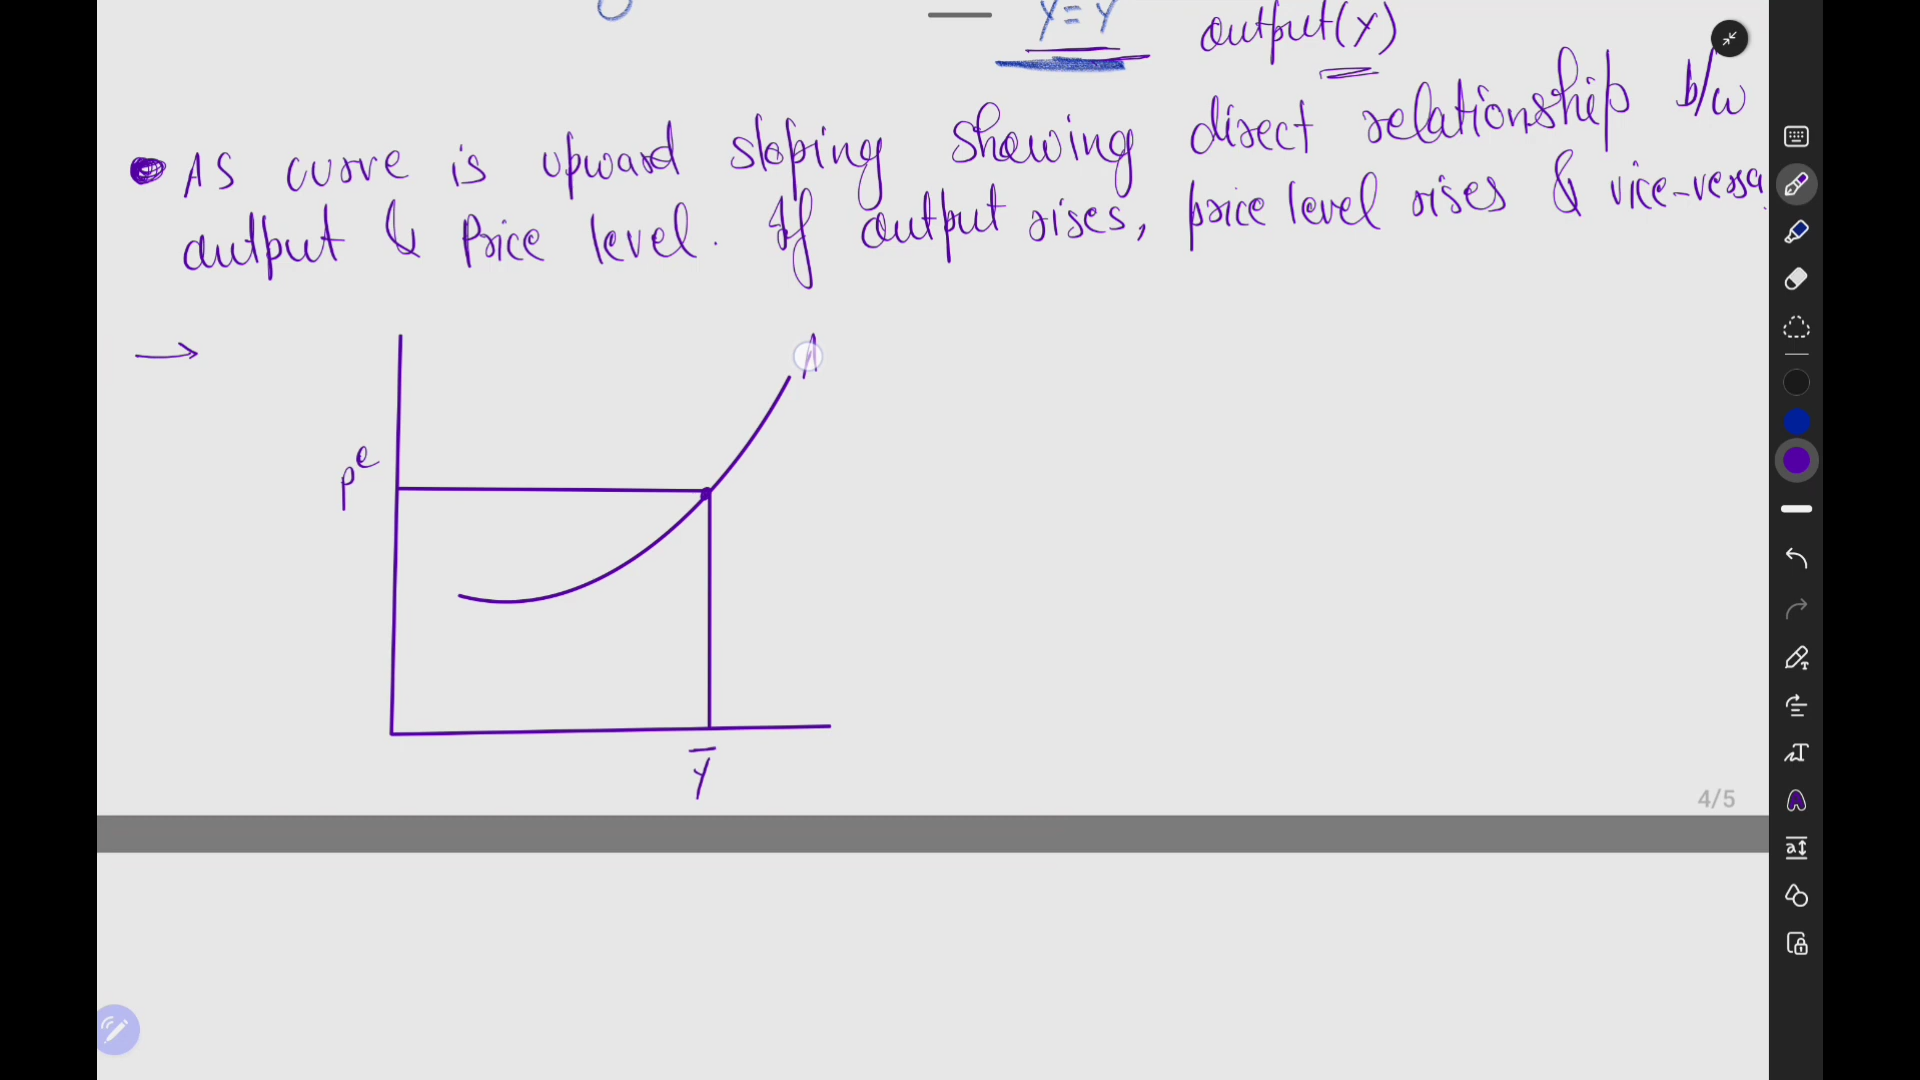 Y = Y
output(Y)
AS curve is upward sloping showing direct relationship b/w
output & Price level. If output rises, price level rises & vice-versa.
A
pe
Y̅
4/5